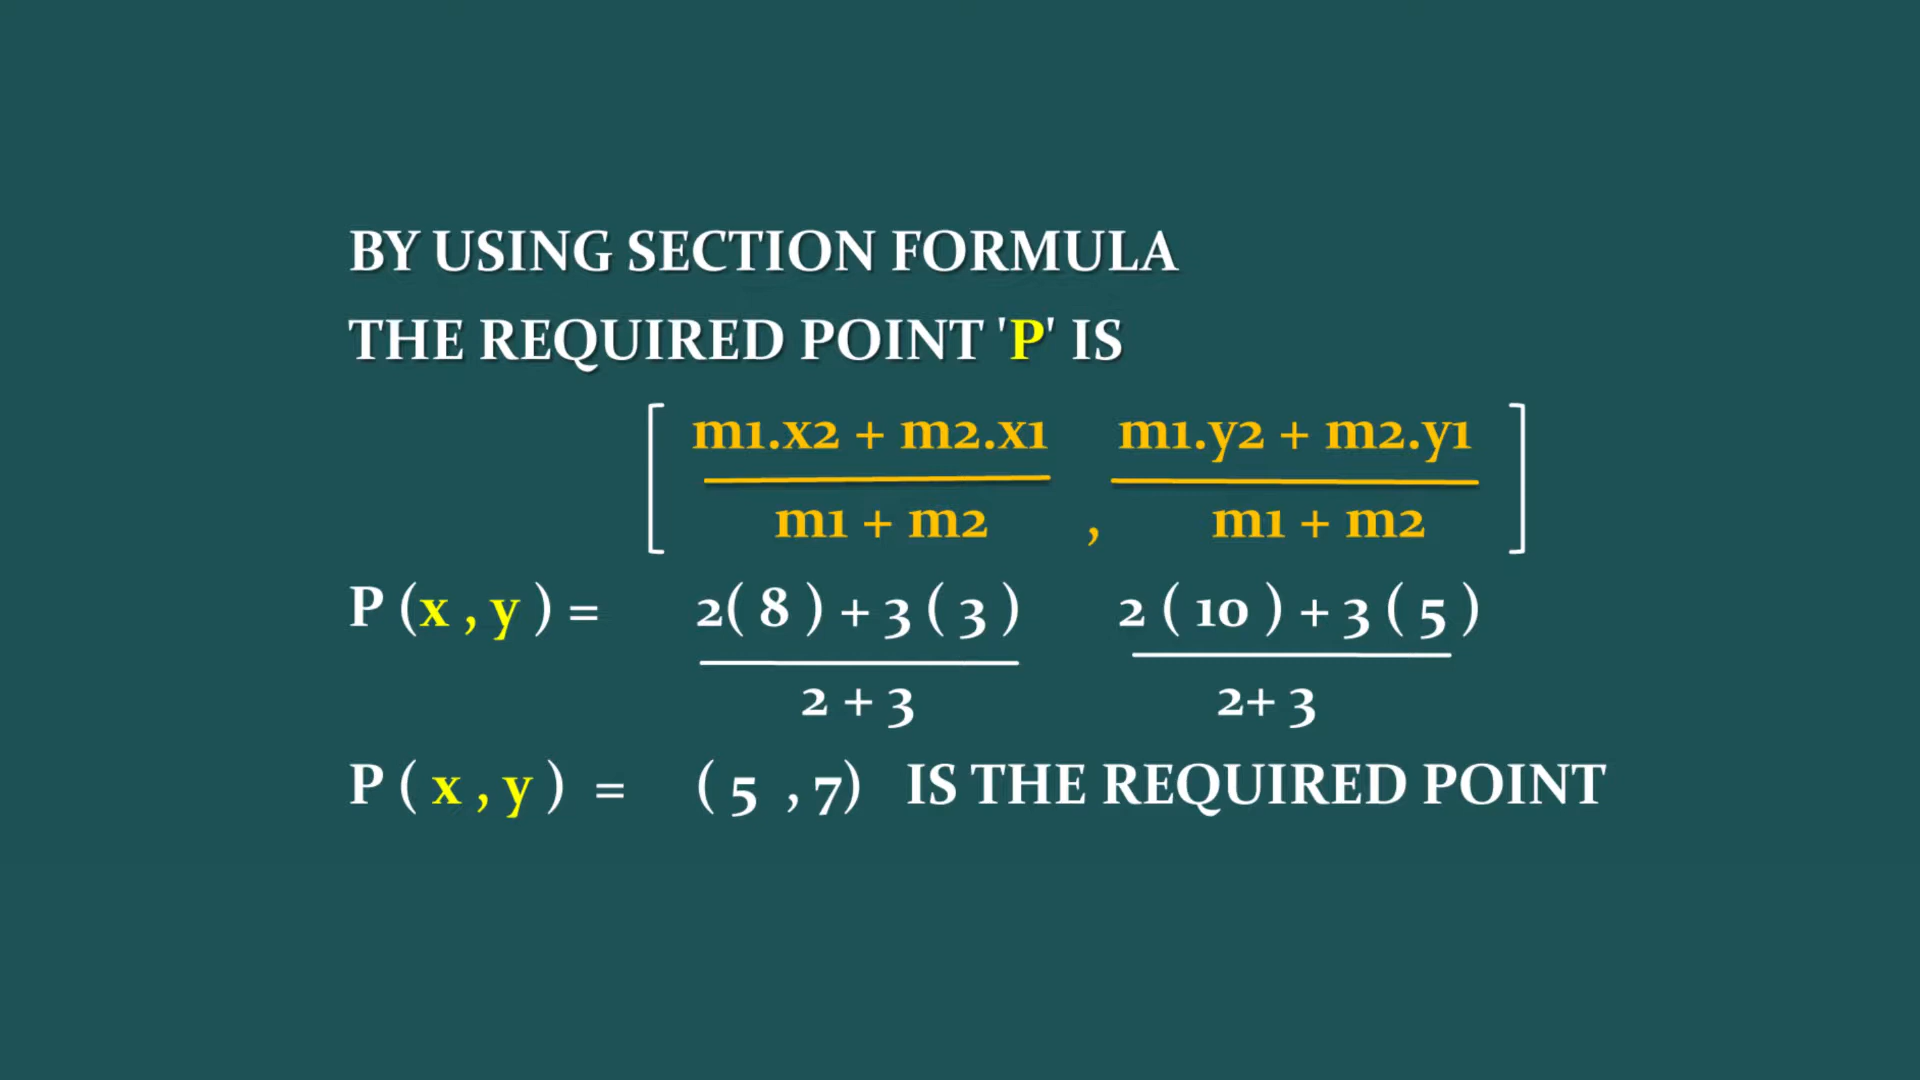 BY USING SECTION FORMULA
THE REQUIRED POINT 'P' IS
[ m1.x2 + m2.x1 m1.y2 + m2.y1 ]
m1 + m2 , m1 + m2
P (x , y ) = 2( 8 ) + 3 ( 3 ) 2 ( 10 ) + 3 ( 5 )
2 + 3 2+ 3
P ( x , y ) = ( 5 , 7) IS THE REQUIRED POINT